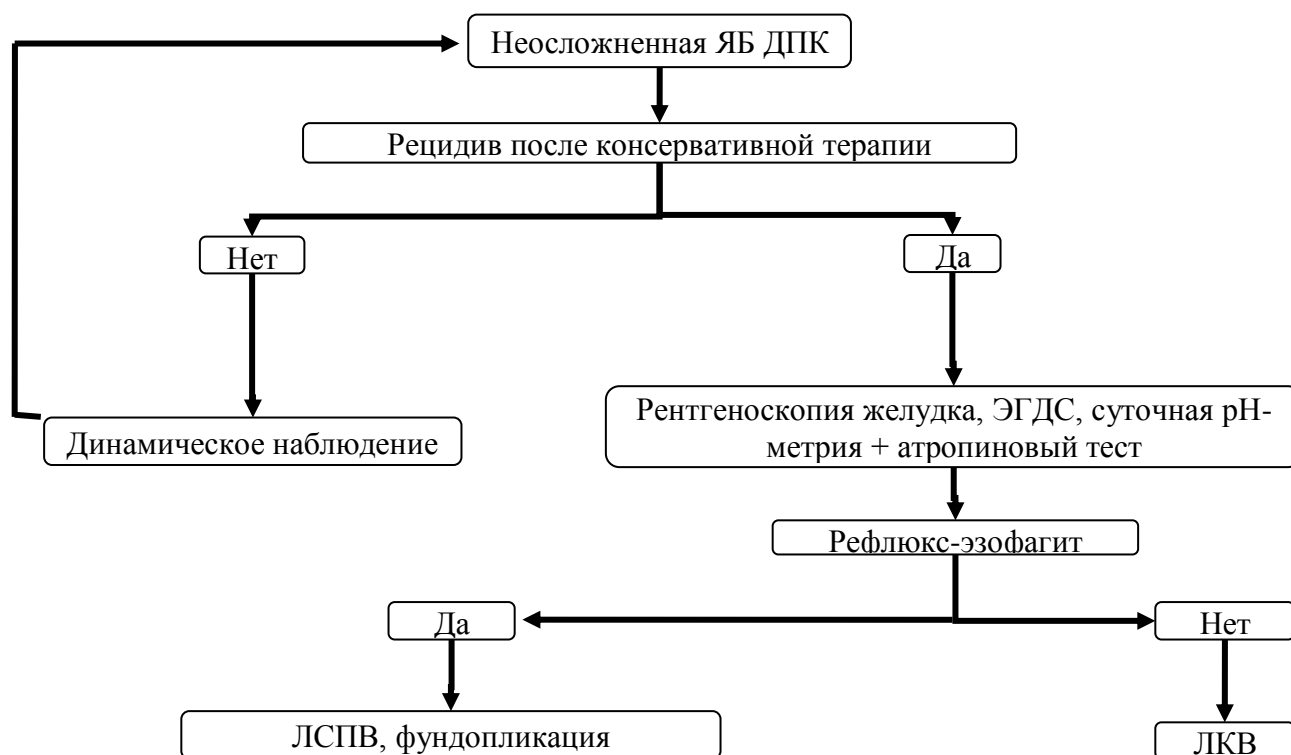 Неосложненная ЯБ ДПК
Рецидив после консервативной терапии
Нет
Да
Динамическое наблюдение
Рентгеноскопия желудка, ЭГДС, суточная рН-
метрия + атропиновый тест
Рефлюкс-эзофагит
Да
Нет
ЛСПВ, фундопликация
ЛКВ